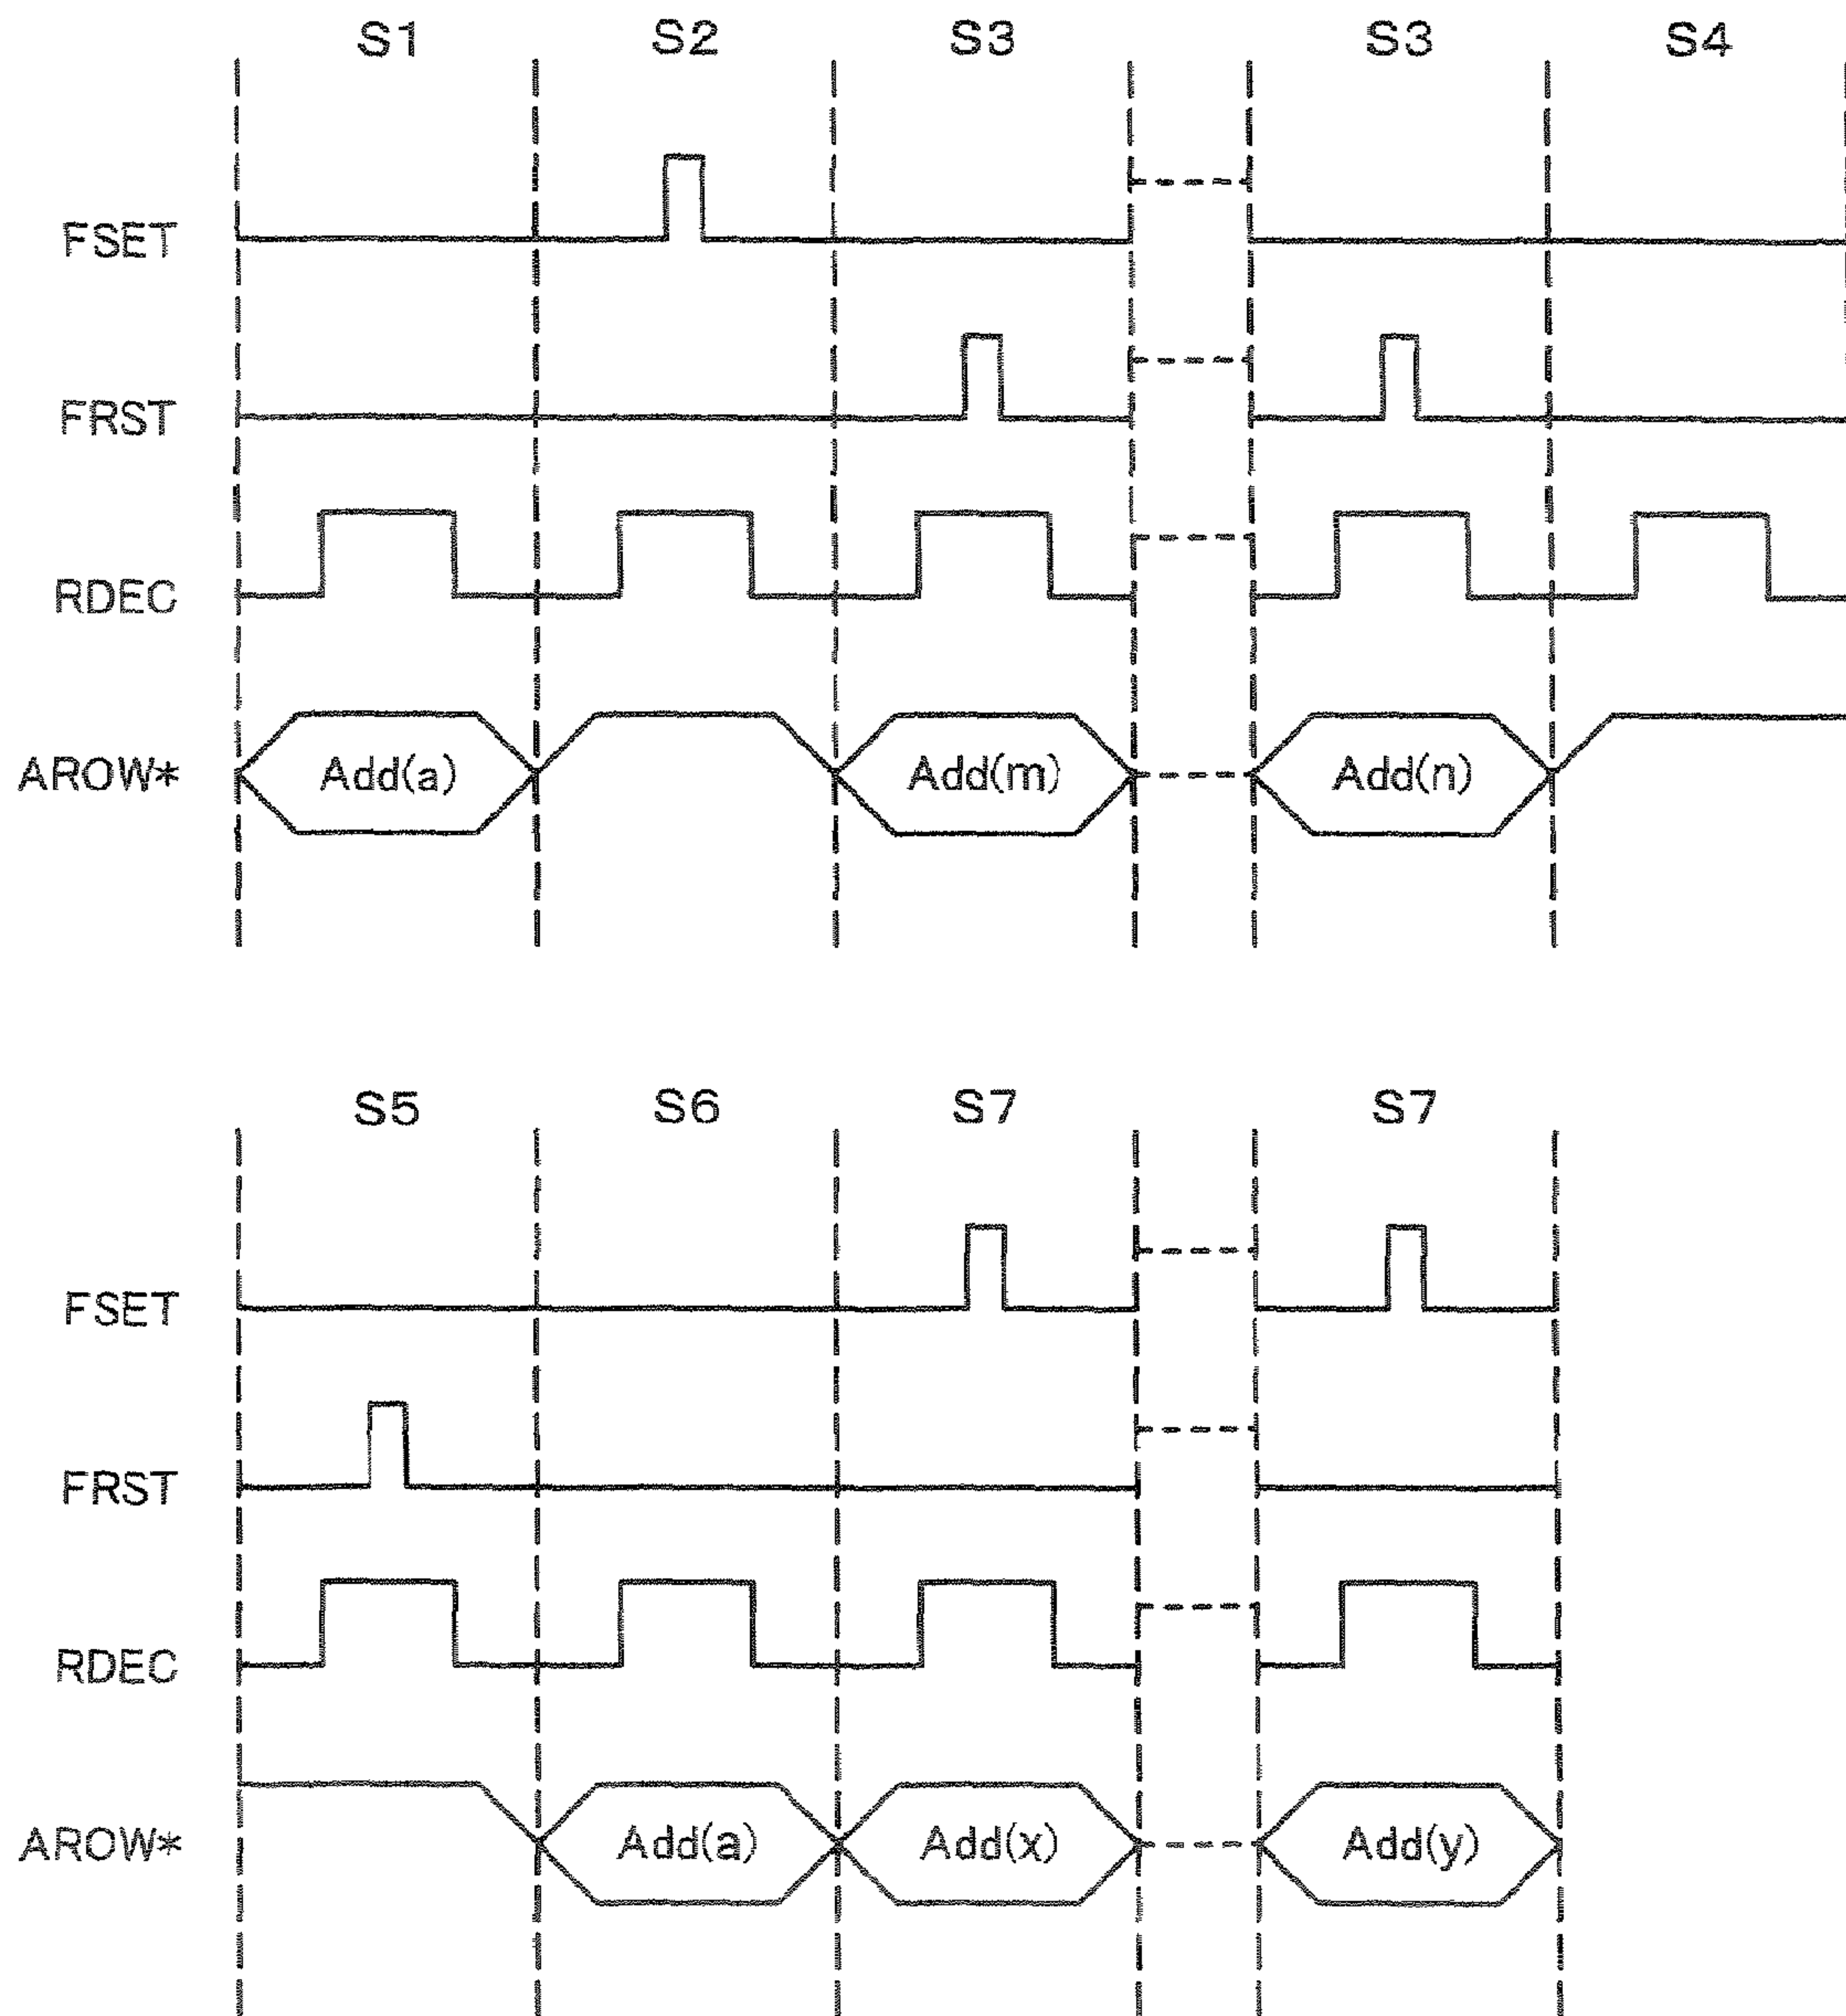 S1 S2 S3 S3 S4
FSET
FRST
RDEC
AROW* Add(a) Add(m) Add(n)
S5 S6 S7 S7
FSET
FRST
RDEC
AROW* Add(a) Add(x) Add(y)